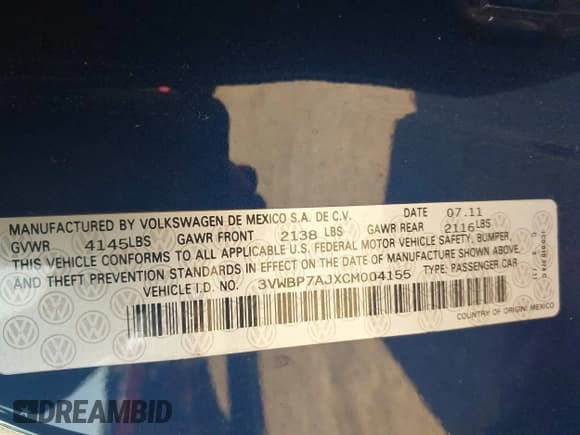 MANUFACTURED BY VOLKSWAGEN DE MEXICO S.A. DE C.V. DATE 07.11
GVWR 4145LBS GAWR FRONT 2138 LBS GAWR REAR 2116LBS
THIS VEHICLE CONFORMS TO ALL APPLICABLE U.S. FEDERAL MOTOR VEHICLE SAFETY, BUMPER,
AND THEFT PREVENTION STANDARDS IN EFFECT ON THE DATE OF MANUFACTURE SHOWN ABOVE.
VEHICLE I.D. NO. 3VWBP7AJXCM004155 TYPE: PASSENGER CAR
COUNTRY OF ORIGIN: MEXICO
DREAMBID